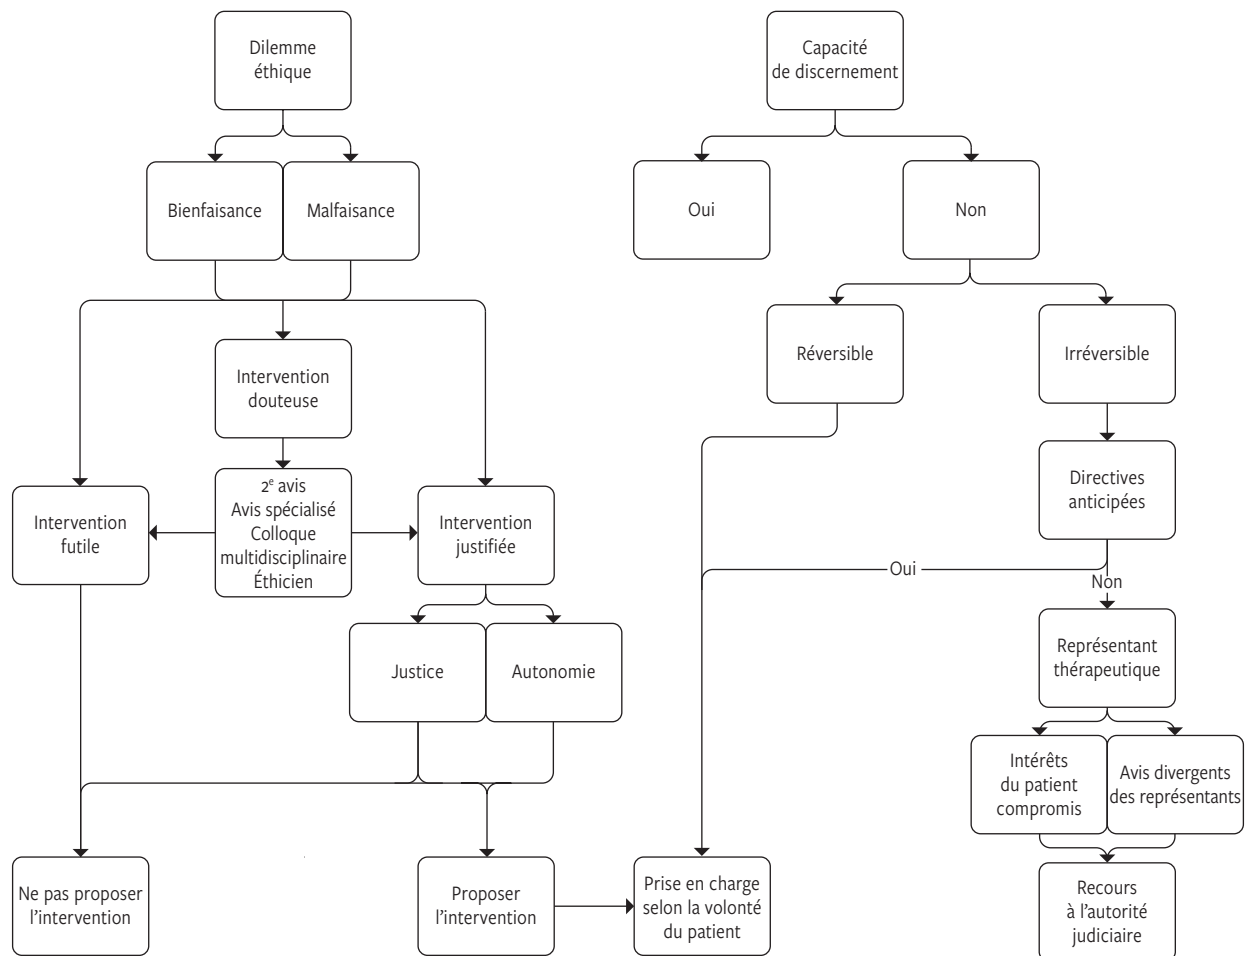 Dilemme
éthique
Bienfaisance
Malfaisance
Intervention
douteuse
2e avis
Avis spécialisé
Colloque
multidisciplinaire
Éthicien
Intervention
futile
Intervention
justifiée
Justice
Autonomie
Ne pas proposer
l’intervention
Proposer
l’intervention
Capacité
de discernement
Oui
Non
Réversible
Irréversible
Directives
anticipées
Oui
Non
Représentant
thérapeutique
Intérêts
du patient
compromis
Avis divergents
des représentants
Prise en charge
selon la volonté
du patient
Recours
à l’autorité
judiciaire